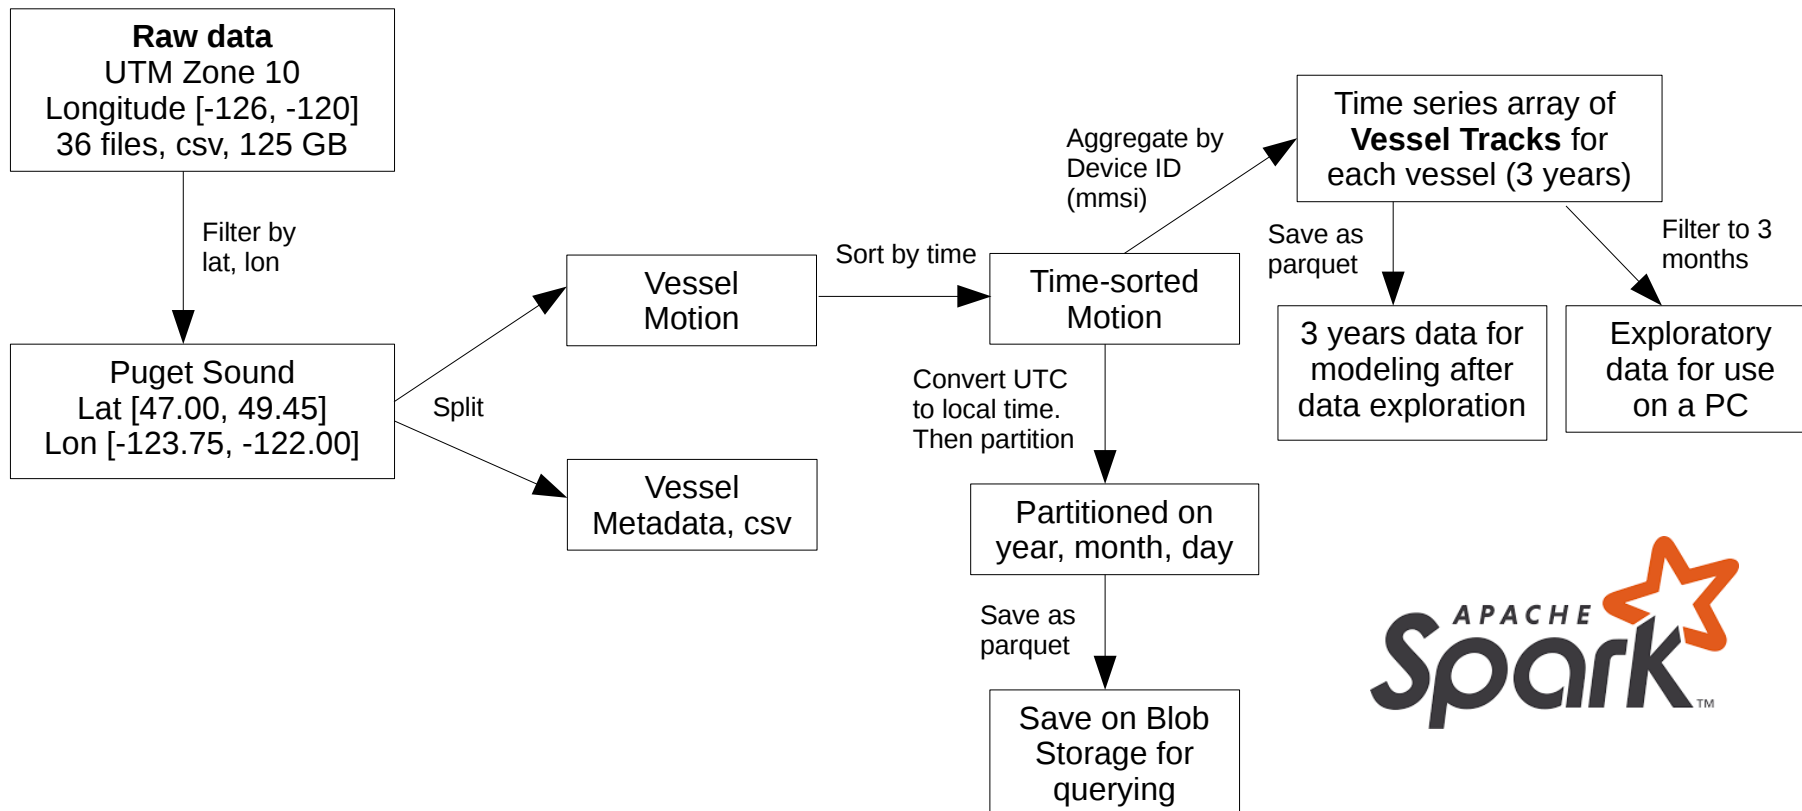 Raw data
UTM Zone 10
Longitude [-126, -120]
36 files, csv, 125 GB
Filter by
lat, lon
Puget Sound
Lat [47.00, 49.45]
Lon [-123.75, -122.00]
Split
Vessel
Motion
Vessel
Metadata, csv
Sort by time
Time-sorted
Motion
Aggregate by
Device ID
(mmsi)
Time series array of
Vessel Tracks for
each vessel (3 years)
Save as
parquet
Filter to 3
months
3 years data for
modeling after
data exploration
Exploratory
data for use
on a PC
Convert UTC
to local time.
Then partition
Partitioned on
year, month, day
Save as
parquet
Save on Blob
Storage for
querying
APACHE
Spark™